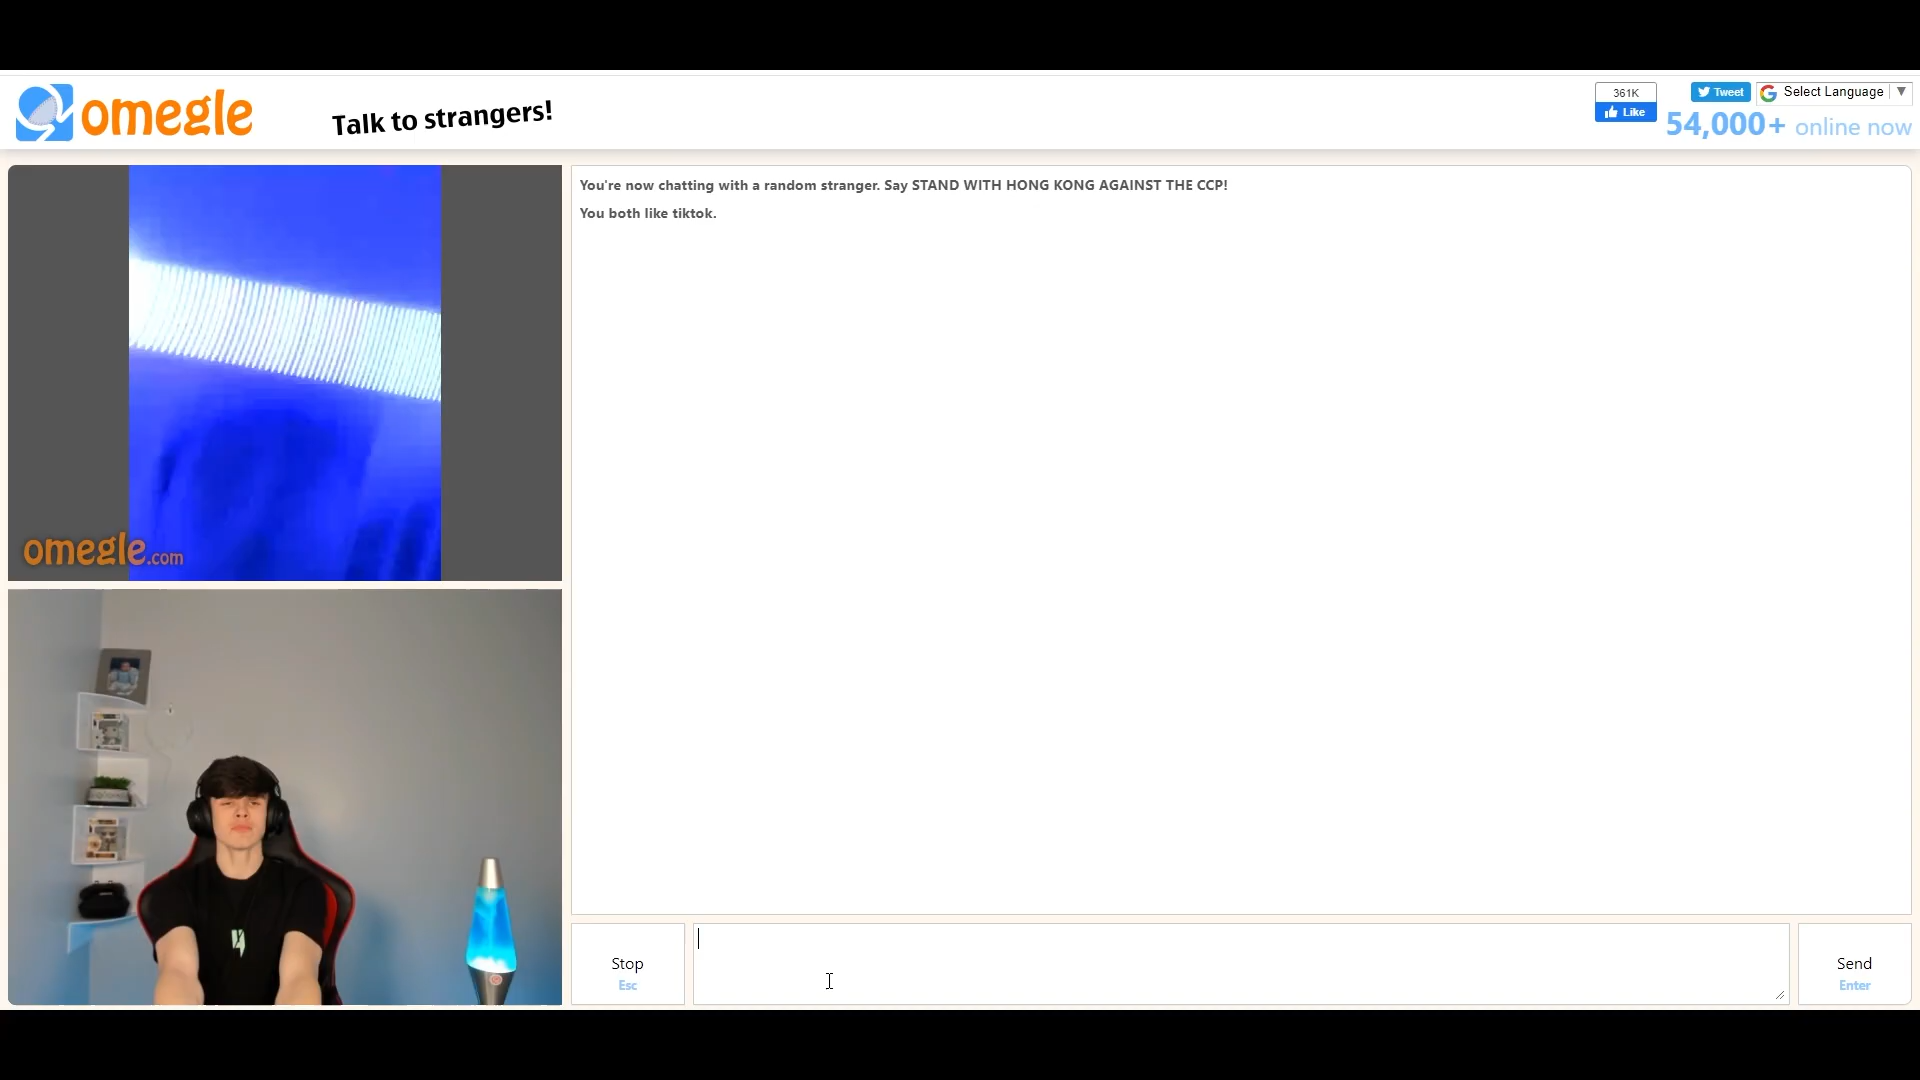 omegle
Talk to strangers!
361K
Like
Tweet
Select Language
54,000+ online now
You're now chatting with a random stranger. Say STAND WITH HONG KONG AGAINST THE CCP!
You both like tiktok.
omegle.com
Stop
Esc
Send
Enter